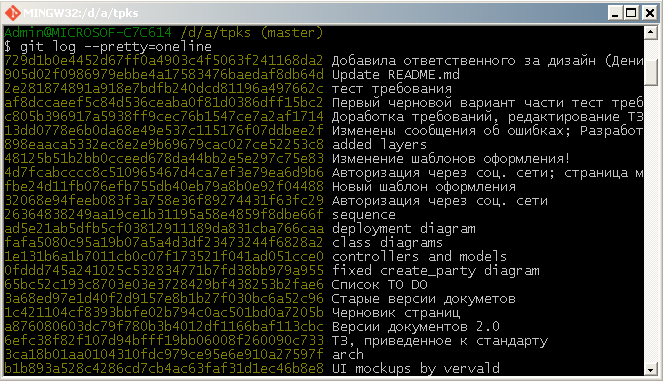 MINGW32:/d/a/tpks
Admin@MICROSOF-C7C614 /d/a/tpks (master)
$ git log --pretty=oneline
729d1b0e4452d67ff0a4903c4f5063f241168da2 Добавила ответственного за дизайн (Дени
905d02f0986979ebbe4a17583476baedaf8db64d Update README.md
2e281874891a918e7bdfb240dcd81196a497662c тест требования
af8dccaeef5c84d536ceaba0f81d0386dff15bc2 Первый черновой вариант части тест треб
c805b396917a5938ff9cec76b1547ce7a2af1714 Доработка требований, редактирование ТЗ
13dd0778e6b0da68e49e537c115176f07ddbee2f Изменены сообщения об ошибках; Разработ
898eaaca5332ec8e2e9b69679cac027ce52253c8 added layers
48125b51b2bb0cceed678da44bb2e5e297c75e83 Изменение шаблонов оформления!
4d7fcabcccc8c510965467d4ca7ef3e79ea6d9b6 Авторизация через соц. сети; страница м
fbe24d11fb076efb755db40eb79a8b0e92f04488 Новый шаблон оформления
32068e94feeb083f3a758e36f89274431f63fc29 Авторизация через соц. сети
26364838249aa19ce1b31195a58e4859f8dbe66f sequence
ad5e21ab5dfb5cf03812911189da831cba766caa deployment diagram
fafa5080c95a19b07a5a4d3df23473244f6828a2 class diagrams
1e131b6a1b7011cb0c07f173521f041ad051cce0 controllers and models
0fddd745a241025c532834771b7fd38bb979a955 fixed create_party diagram
65bc52c193c8703e03e3728429bf438253b2fae6 Список TO DO
3a68ed97e1d40f2d9157e8b1b27f030bc6a52c96 Старые версии докуметов
1c421104cf8393bbfe02b794c0ac501bd0a7205b Черновик страниц
a876080603dc79f780b3b4012df1166baf113cbc Версии документов 2.0
6efc38f82f107d94bfff19bb06008f260090c733 ТЗ, приведенное к стандарту
3ca18b01aa0104310fdc979ce95e6e910a27597f arch
b1b893a528c4286cd7cb4ac63faf31d1ec46b8e8 UI mockups by vervald